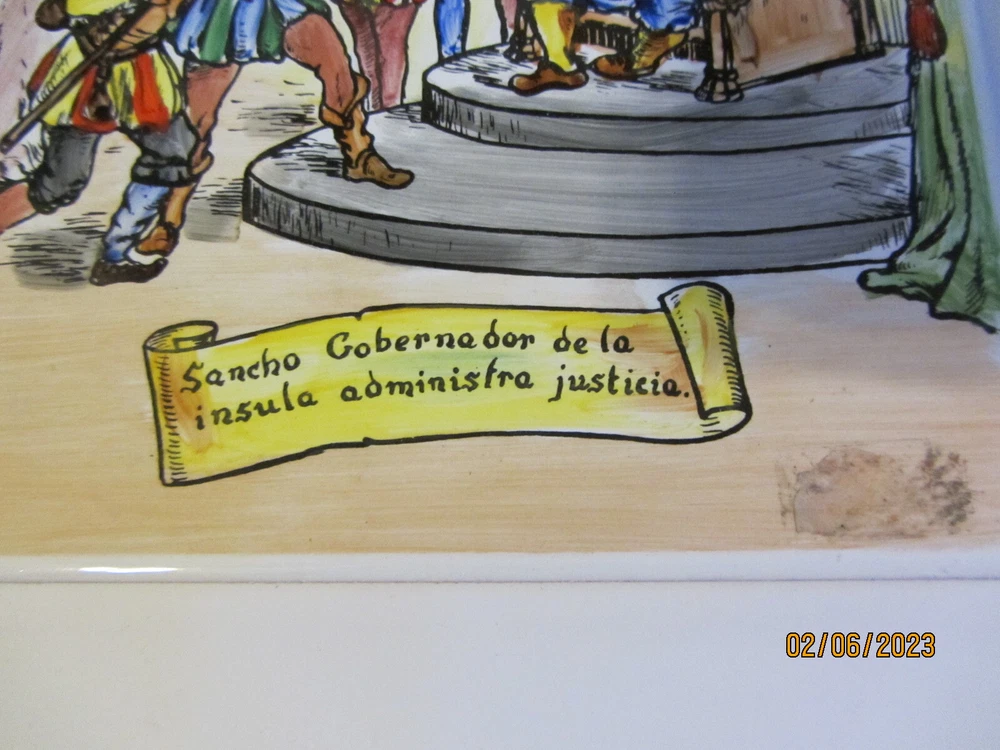 Sancho Gobernador de la
insula administra justicia.
02/06/2023